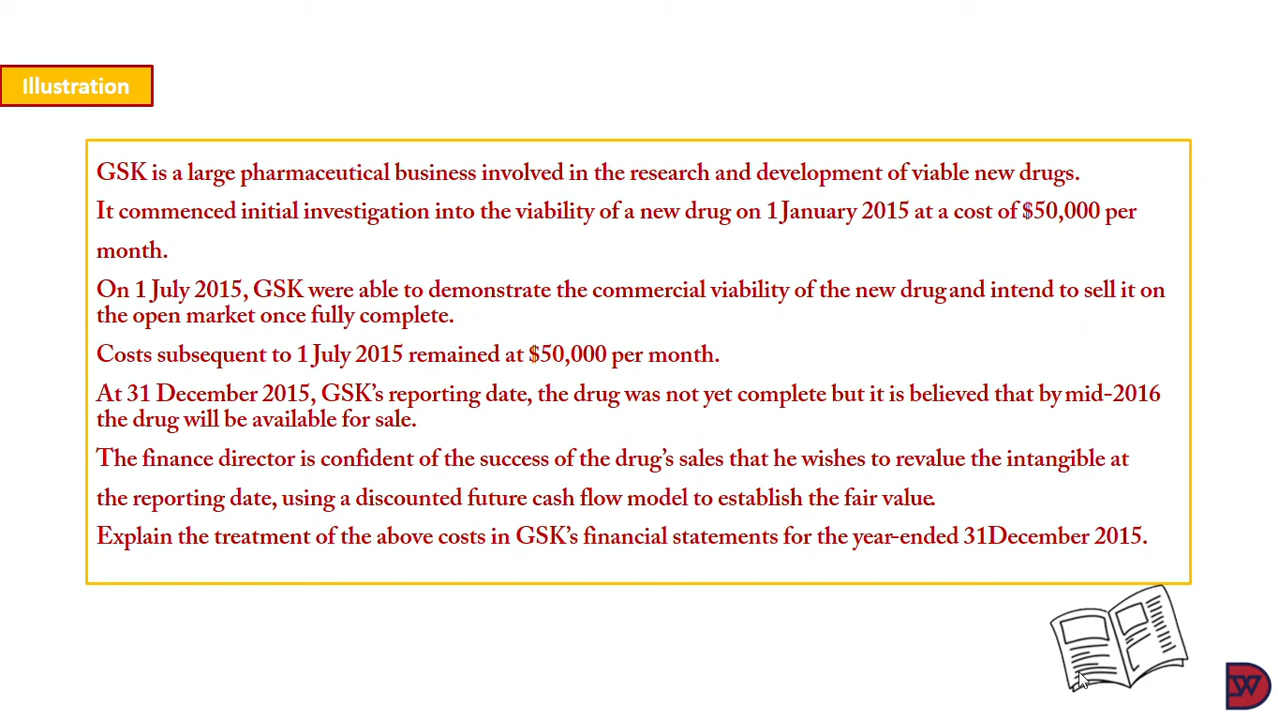 Illustration
GSK is a large pharmaceutical business involved in the research and development of viable new drugs.
It commenced initial investigation into the viability of a new drug on 1 January 2015 at a cost of $50,000 per
month.
On 1 July 2015, GSK were able to demonstrate the commercial viability of the new drug and intend to sell it on
the open market once fully complete.
Costs subsequent to 1 July 2015 remained at $50,000 per month.
At 31 December 2015, GSK's reporting date, the drug was not yet complete but it is believed that by mid-2016
the drug will be available for sale.
The finance director is confident of the success of the drug's sales that he wishes to revalue the intangible at
the reporting date, using a discounted future cash flow model to establish the fair value.
Explain the treatment of the above costs in GSK's financial statements for the year-ended 31December 2015.
W